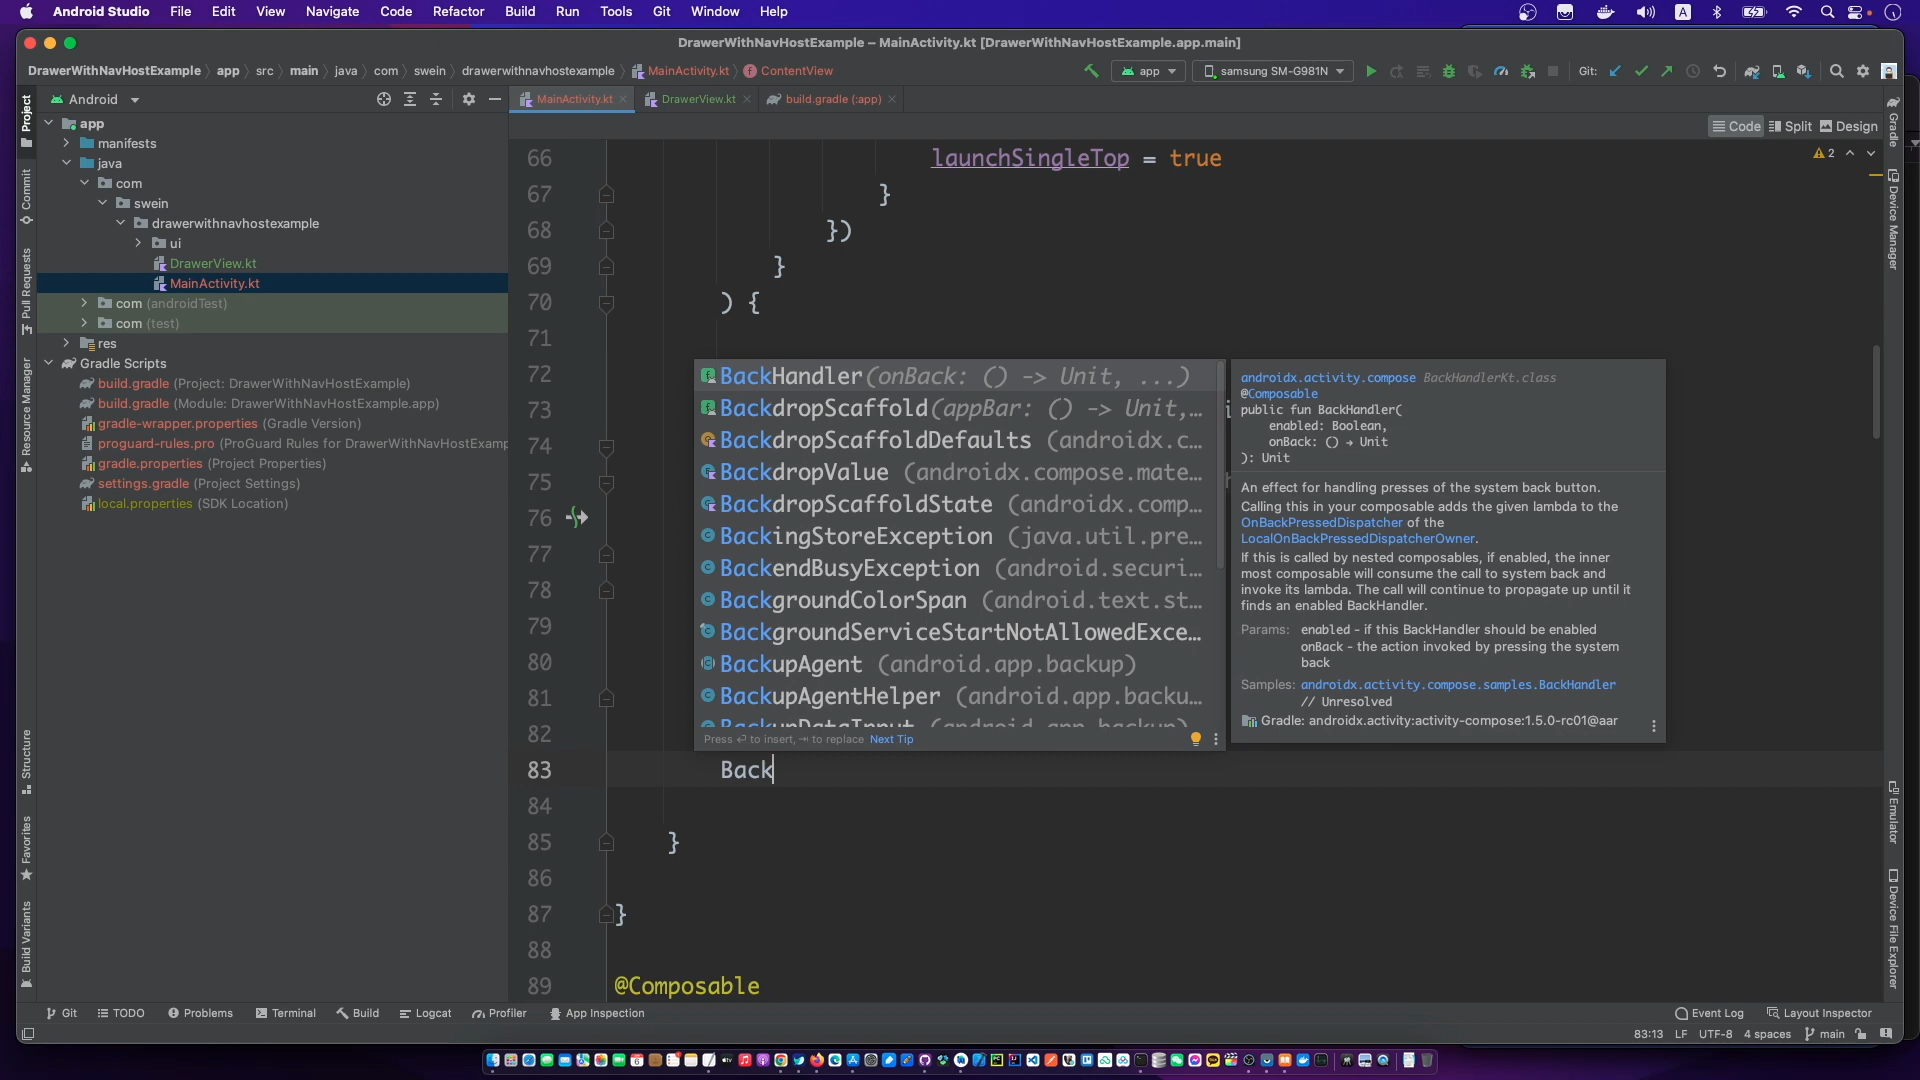 Android Studio File Edit View Navigate Code Refactor Build Run Tools Git Window Help
A
DrawerWithNavHostExample – MainActivity.kt [DrawerWithNavHostExample.app.main]
DrawerWithNavHostExample app src main java com swein drawerwithnavhostexample MainActivity.kt ContentView
app samsung SM-G981N Git:
Android
MainActivity.kt DrawerView.kt build.gradle (:app)
Code Split Design
2
Project
Commit
Pull Requests
Resource Manager
Structure
Favorites
Build Variants
app
manifests
java
com
swein
drawerwithnavhostexample
ui
DrawerView.kt
MainActivity.kt
com (androidTest)
com (test)
res
Gradle Scripts
build.gradle (Project: DrawerWithNavHostExample)
build.gradle (Module: DrawerWithNavHostExample.app)
gradle-wrapper.properties (Gradle Version)
proguard-rules.pro (ProGuard Rules for DrawerWithNavHostExamp
gradle.properties (Project Properties)
settings.gradle (Project Settings)
local.properties (SDK Location)
66 launchSingleTop = true
67 }
68 })
69 }
70 ) {
71
72
73
74
75
76
77
78
79
80
81
82
83 Back
84
85 }
86
87 }
88
89 @Composable
BackHandler(onBack: () -> Unit, ...)
BackdropScaffold(appBar: () -> Unit,...
BackdropScaffoldDefaults (androidx.c...
BackdropValue (androidx.compose.mate...
BackdropScaffoldState (androidx.comp...
BackingStoreException (java.util.pre...
BackendBusyException (android.securi...
BackgroundColorSpan (android.text.st...
BackgroundServiceStartNotAllowedExce...
BackupAgent (android.app.backup)
BackupAgentHelper (android.app.backu...
BackupDataInput (android.app.backup)
Press ↩ to insert, ⇥ to replace Next Tip
androidx.activity.compose BackHandlerKt.class
@Composable
public fun BackHandler(
enabled: Boolean,
onBack: () → Unit
): Unit
An effect for handling presses of the system back button.
Calling this in your composable adds the given lambda to the
OnBackPressedDispatcher of the
LocalOnBackPressedDispatcherOwner.
If this is called by nested composables, if enabled, the inner
most composable will consume the call to system back and
invoke its lambda. The call will continue to propagate up until it
finds an enabled BackHandler.
Params: enabled - if this BackHandler should be enabled
onBack - the action invoked by pressing the system
back
Samples: androidx.activity.compose.samples.BackHandler
// Unresolved
Gradle: androidx.activity:activity-compose:1.5.0-rc01@aar
Gradle
Device Manager
Emulator
Device File Explorer
Git TODO Problems Terminal Build Logcat Profiler App Inspection Event Log Layout Inspector
83:13 LF UTF-8 4 spaces main